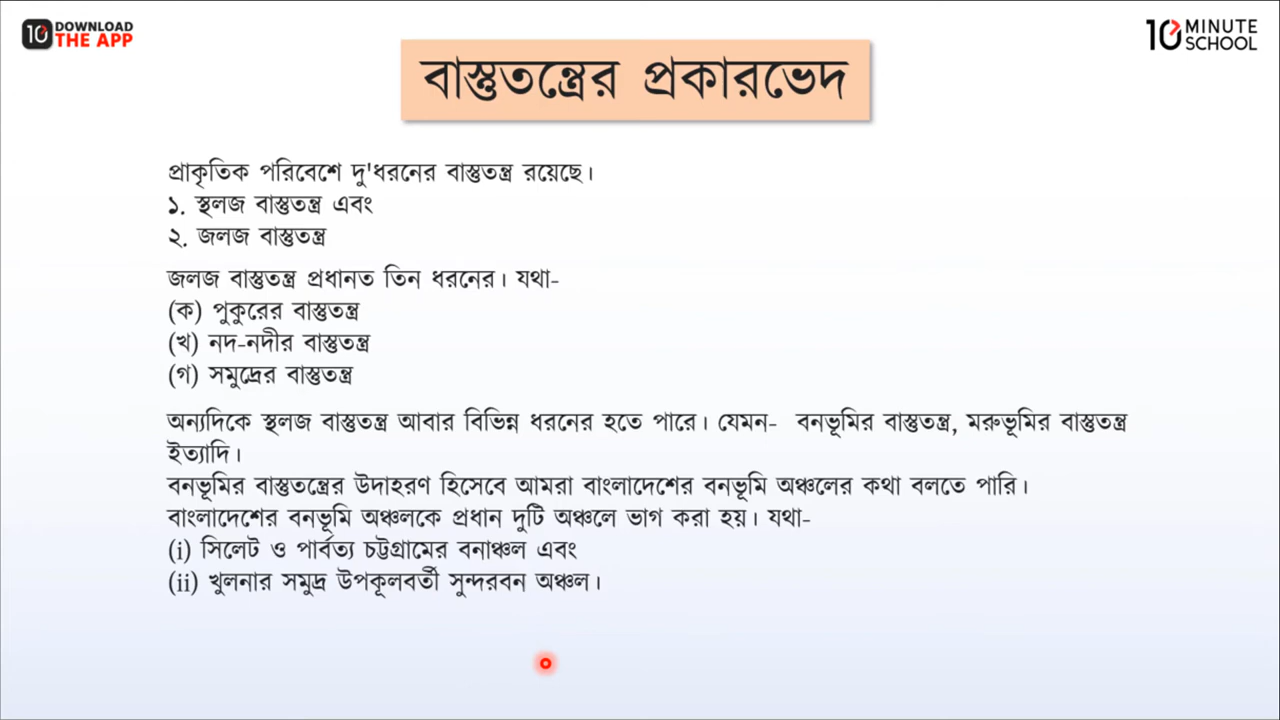 10 DOWNLOAD
THE APP
10 MINUTE
SCHOOL
বাস্তুতন্ত্রের প্রকারভেদ
প্রাকৃতিক পরিবেশে দু'ধরনের বাস্তুতন্ত্র রয়েছে।
১. স্থলজ বাস্তুতন্ত্র এবং
২. জলজ বাস্তুতন্ত্র
জলজ বাস্তুতন্ত্র প্রধানত তিন ধরনের। যথা-
(ক) পুকুরের বাস্তুতন্ত্র
(খ) নদ-নদীর বাস্তুতন্ত্র
(গ) সমুদ্রের বাস্তুতন্ত্র
অন্যদিকে স্থলজ বাস্তুতন্ত্র আবার বিভিন্ন ধরনের হতে পারে। যেমন- বনভূমির বাস্তুতন্ত্র, মরুভূমির বাস্তুতন্ত্র
ইত্যাদি।
বনভূমির বাস্তুতন্ত্রের উদাহরণ হিসেবে আমরা বাংলাদেশের বনভূমি অঞ্চলের কথা বলতে পারি।
বাংলাদেশের বনভূমি অঞ্চলকে প্রধান দুটি অঞ্চলে ভাগ করা হয়। যথা-
(i) সিলেট ও পার্বত্য চট্টগ্রামের বনাঞ্চল এবং
(ii) খুলনার সমুদ্র উপকূলবর্তী সুন্দরবন অঞ্চল।